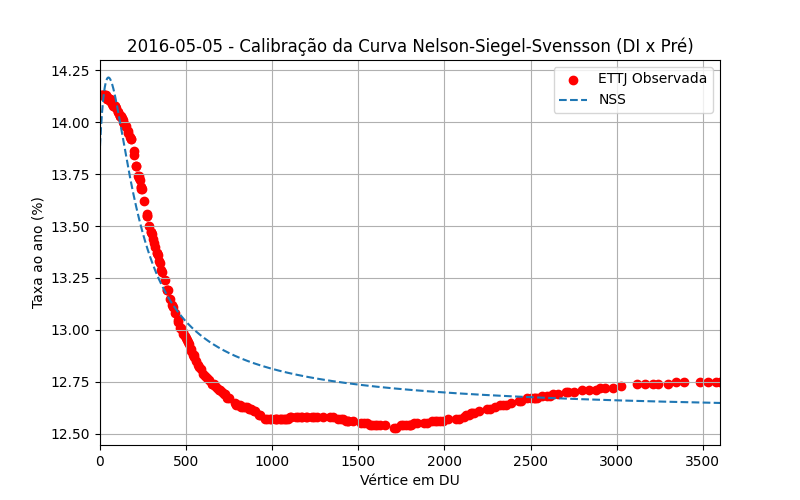 2016-05-05 - Calibração da Curva Nelson-Siegel-Svensson (DI x Pré)
ETTJ Observada
NSS
Taxa ao ano (%)
14.25
14.00
13.75
13.50
13.25
13.00
12.75
12.50
0 500 1000 1500 2000 2500 3000 3500
Vértice em DU